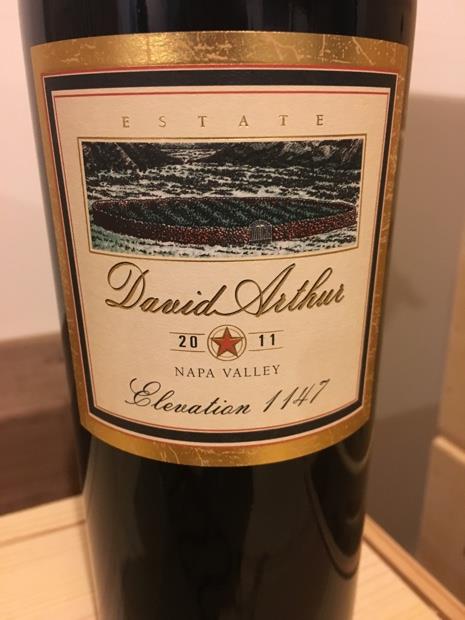 ESTATE
David Arthur
20 11
NAPA VALLEY
Elevation 1147